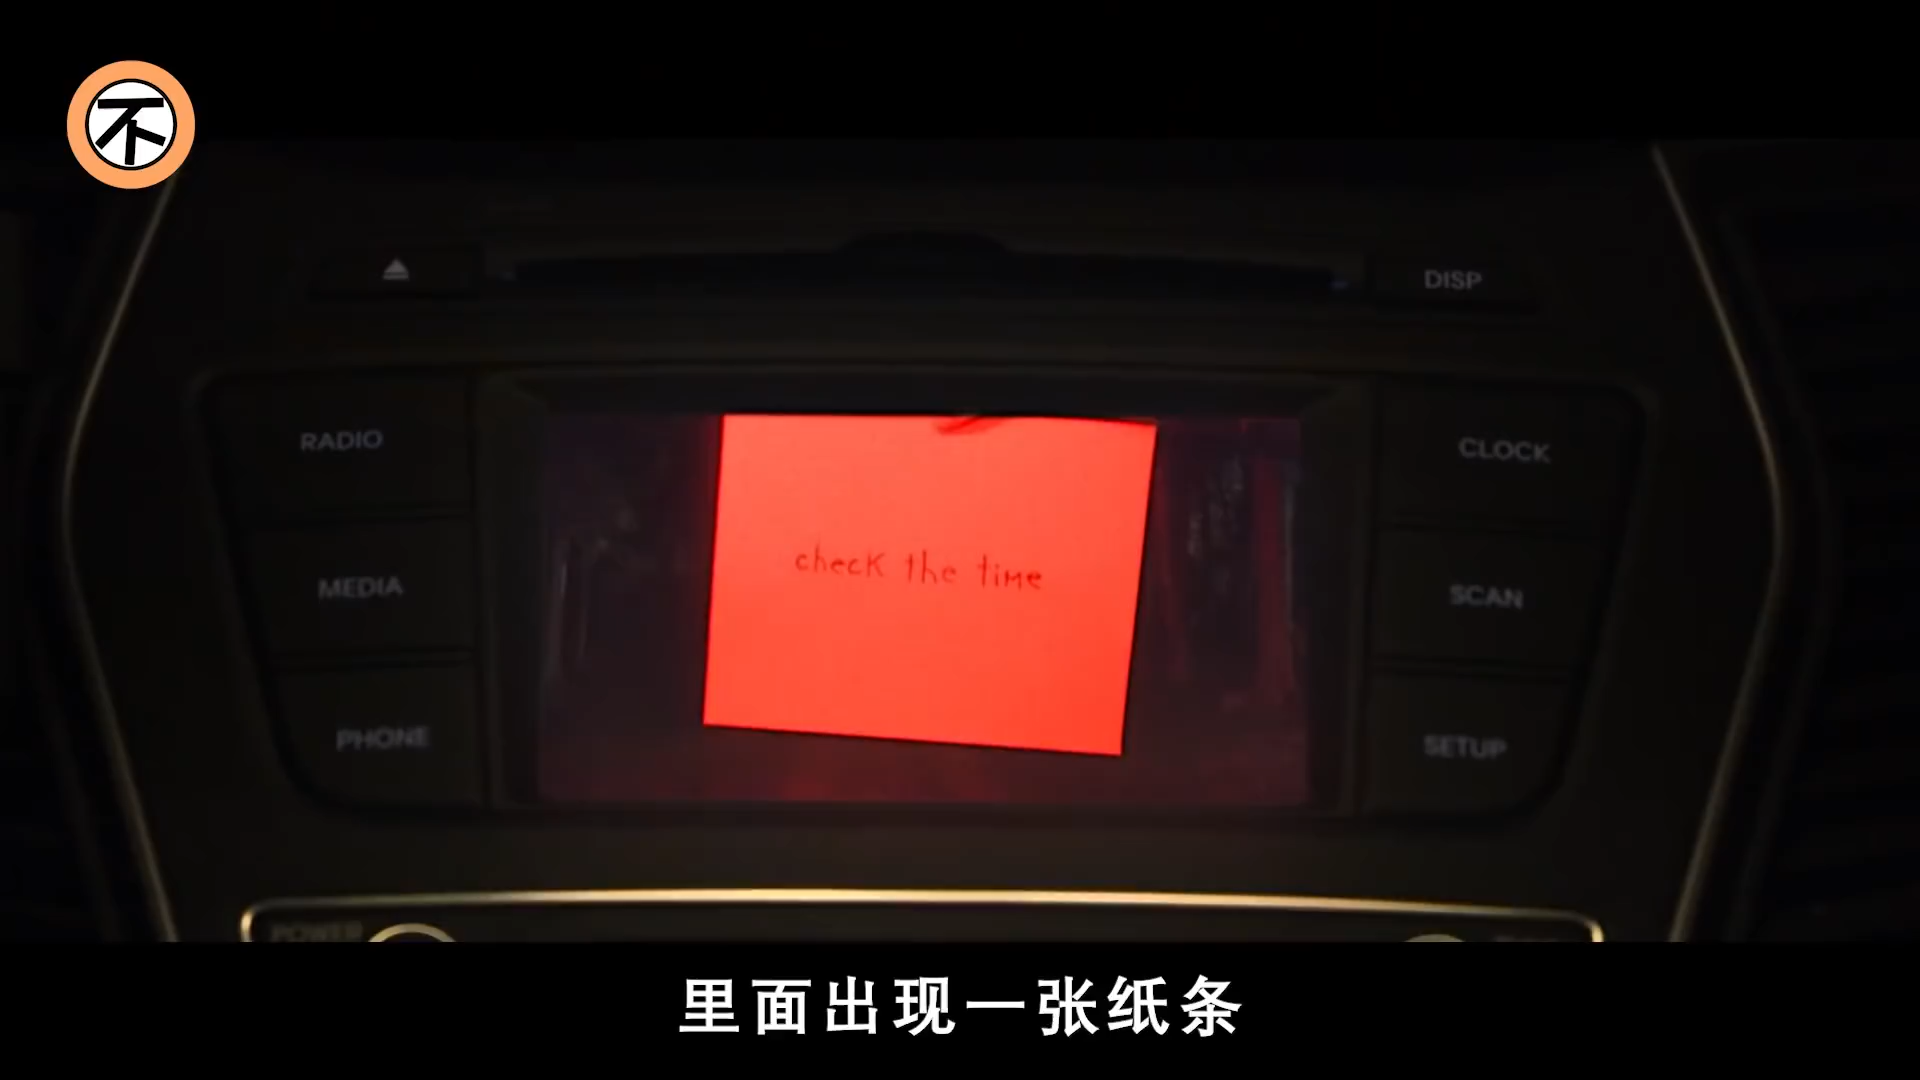 不
DISP
RADIO
CLOCK
check the time
MEDIA
SCAN
PHONE
SETUP
POWER
里面出现一张纸条